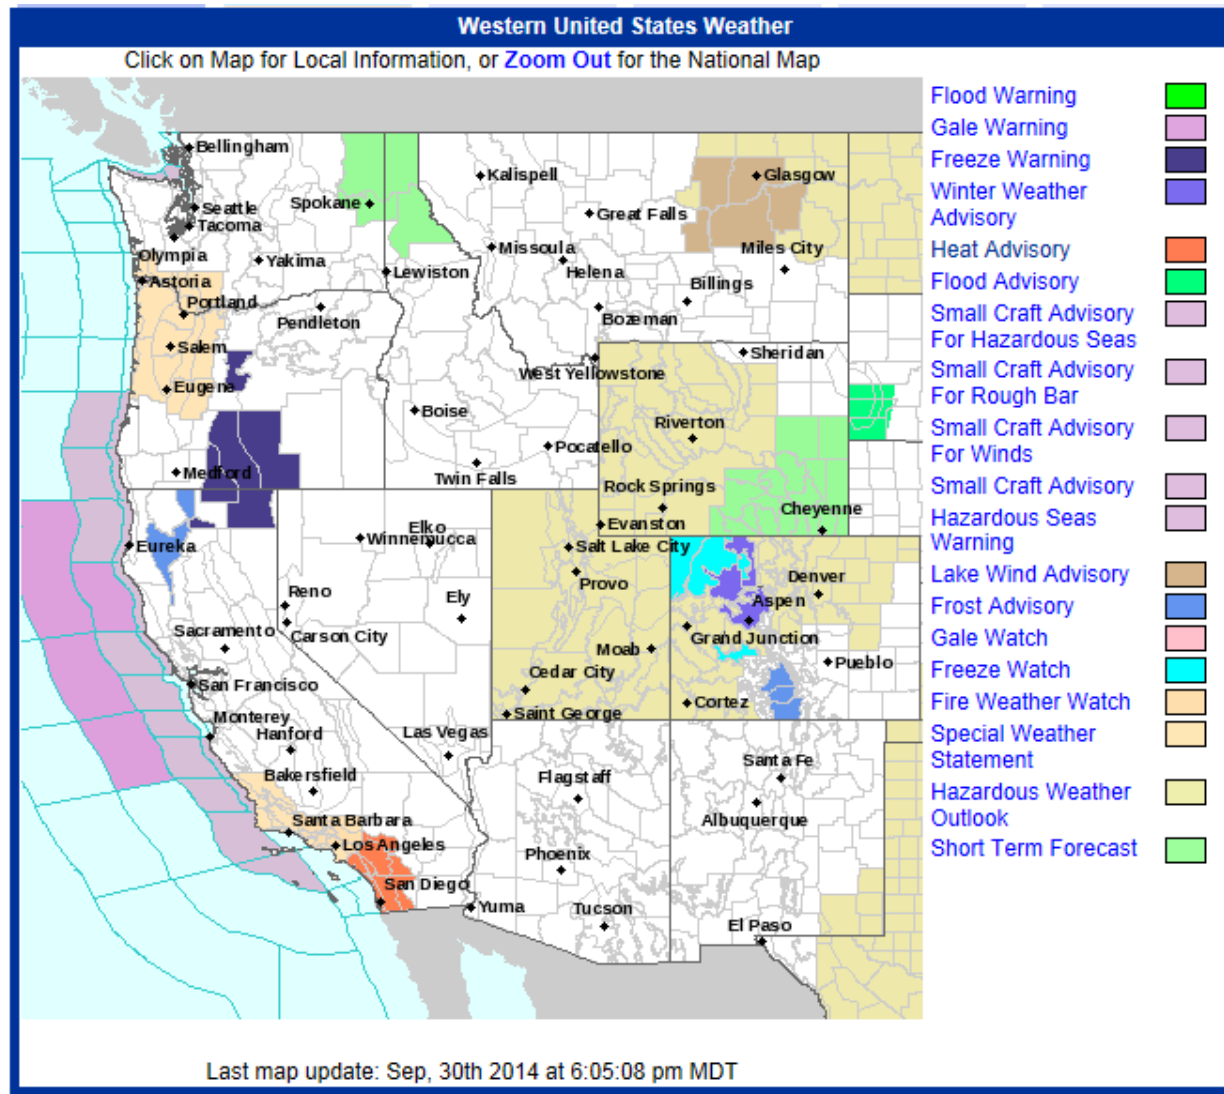 Western United States Weather
Click on Map for Local Information, or Zoom Out for the National Map
Flood Warning
Gale Warning
Freeze Warning
Winter Weather
Advisory
Heat Advisory
Flood Advisory
Small Craft Advisory
For Hazardous Seas
Small Craft Advisory
For Rough Bar
Small Craft Advisory
For Winds
Small Craft Advisory
Hazardous Seas
Warning
Lake Wind Advisory
Frost Advisory
Gale Watch
Freeze Watch
Fire Weather Watch
Special Weather
Statement
Hazardous Weather
Outlook
Short Term Forecast
Bellingham
Kalispell
Glasgow
Spokane
Seattle
Great Falls
Tacoma
Olympia
Yakima
Missoula
Miles City
Helena
Lewiston
Astoria
Billings
Portland
Pendleton
Bozeman
Salem
Sheridan
West Yellowstone
Eugene
Boise
Riverton
Pocatello
Medford
Twin Falls
Rock Springs
Cheyenne
Evanston
Elko
Winnemucca
Eureka
Salt Lake City
Provo
Denver
Reno
Ely
Aspen
Sacramento
Carson City
Grand Junction
Moab
Pueblo
Cedar City
San Francisco
Cortez
Saint George
Monterey
Hanford
Las Vegas
Bakersfield
Flagstaff
Santa Fe
Santa Barbara
Albuquerque
Los Angeles
Phoenix
San Diego
Yuma
Tucson
El Paso
Last map update: Sep, 30th 2014 at 6:05:08 pm MDT